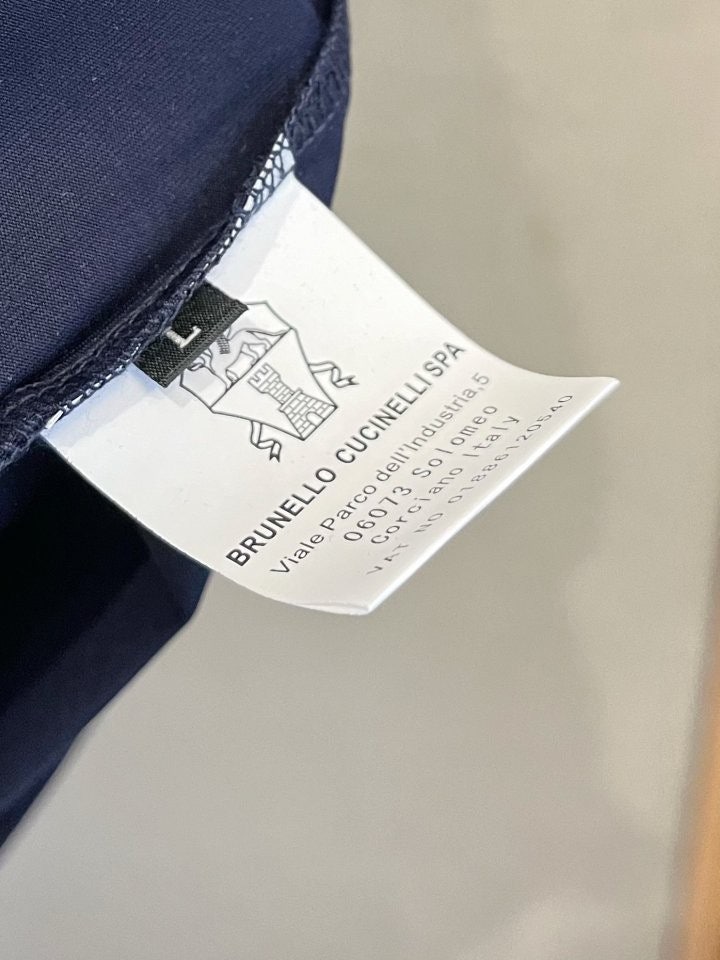 L
BRUNELLO CUCINELLI SPA
Viale Parco dell'Industria,5
06073 Solomeo
Corciano Italy
VAT NO 01886120540